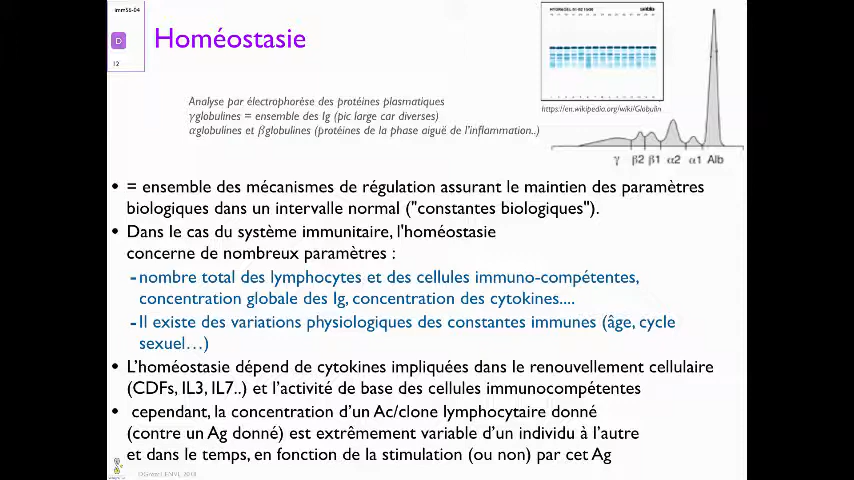 imm56-04
D
12
Homéostasie
HYDRAGEL
sebia
Analyse par électrophorèse des protéines plasmatiques
γglobulines = ensemble des Ig (pic large car diverses)
αglobulines et βglobulines (protéines de la phase aiguë de l'inflammation..)
https://en.wikipedia.org/wiki/Globulin
γ β2 β1 α2 α1 Alb
• = ensemble des mécanismes de régulation assurant le maintien des paramètres
biologiques dans un intervalle normal ("constantes biologiques").
• Dans le cas du système immunitaire, l'homéostasie
concerne de nombreux paramètres :
- nombre total des lymphocytes et des cellules immuno-compétentes,
concentration globale des Ig, concentration des cytokines....
- Il existe des variations physiologiques des constantes immunes (âge, cycle
sexuel…)
• L'homéostasie dépend de cytokines impliquées dans le renouvellement cellulaire
(CDFs, IL3, IL7..) et l'activité de base des cellules immunocompétentes
• cependant, la concentration d'un Ac/clone lymphocytaire donné
(contre un Ag donné) est extrêmement variable d'un individu à l'autre
et dans le temps, en fonction de la stimulation (ou non) par cet Ag